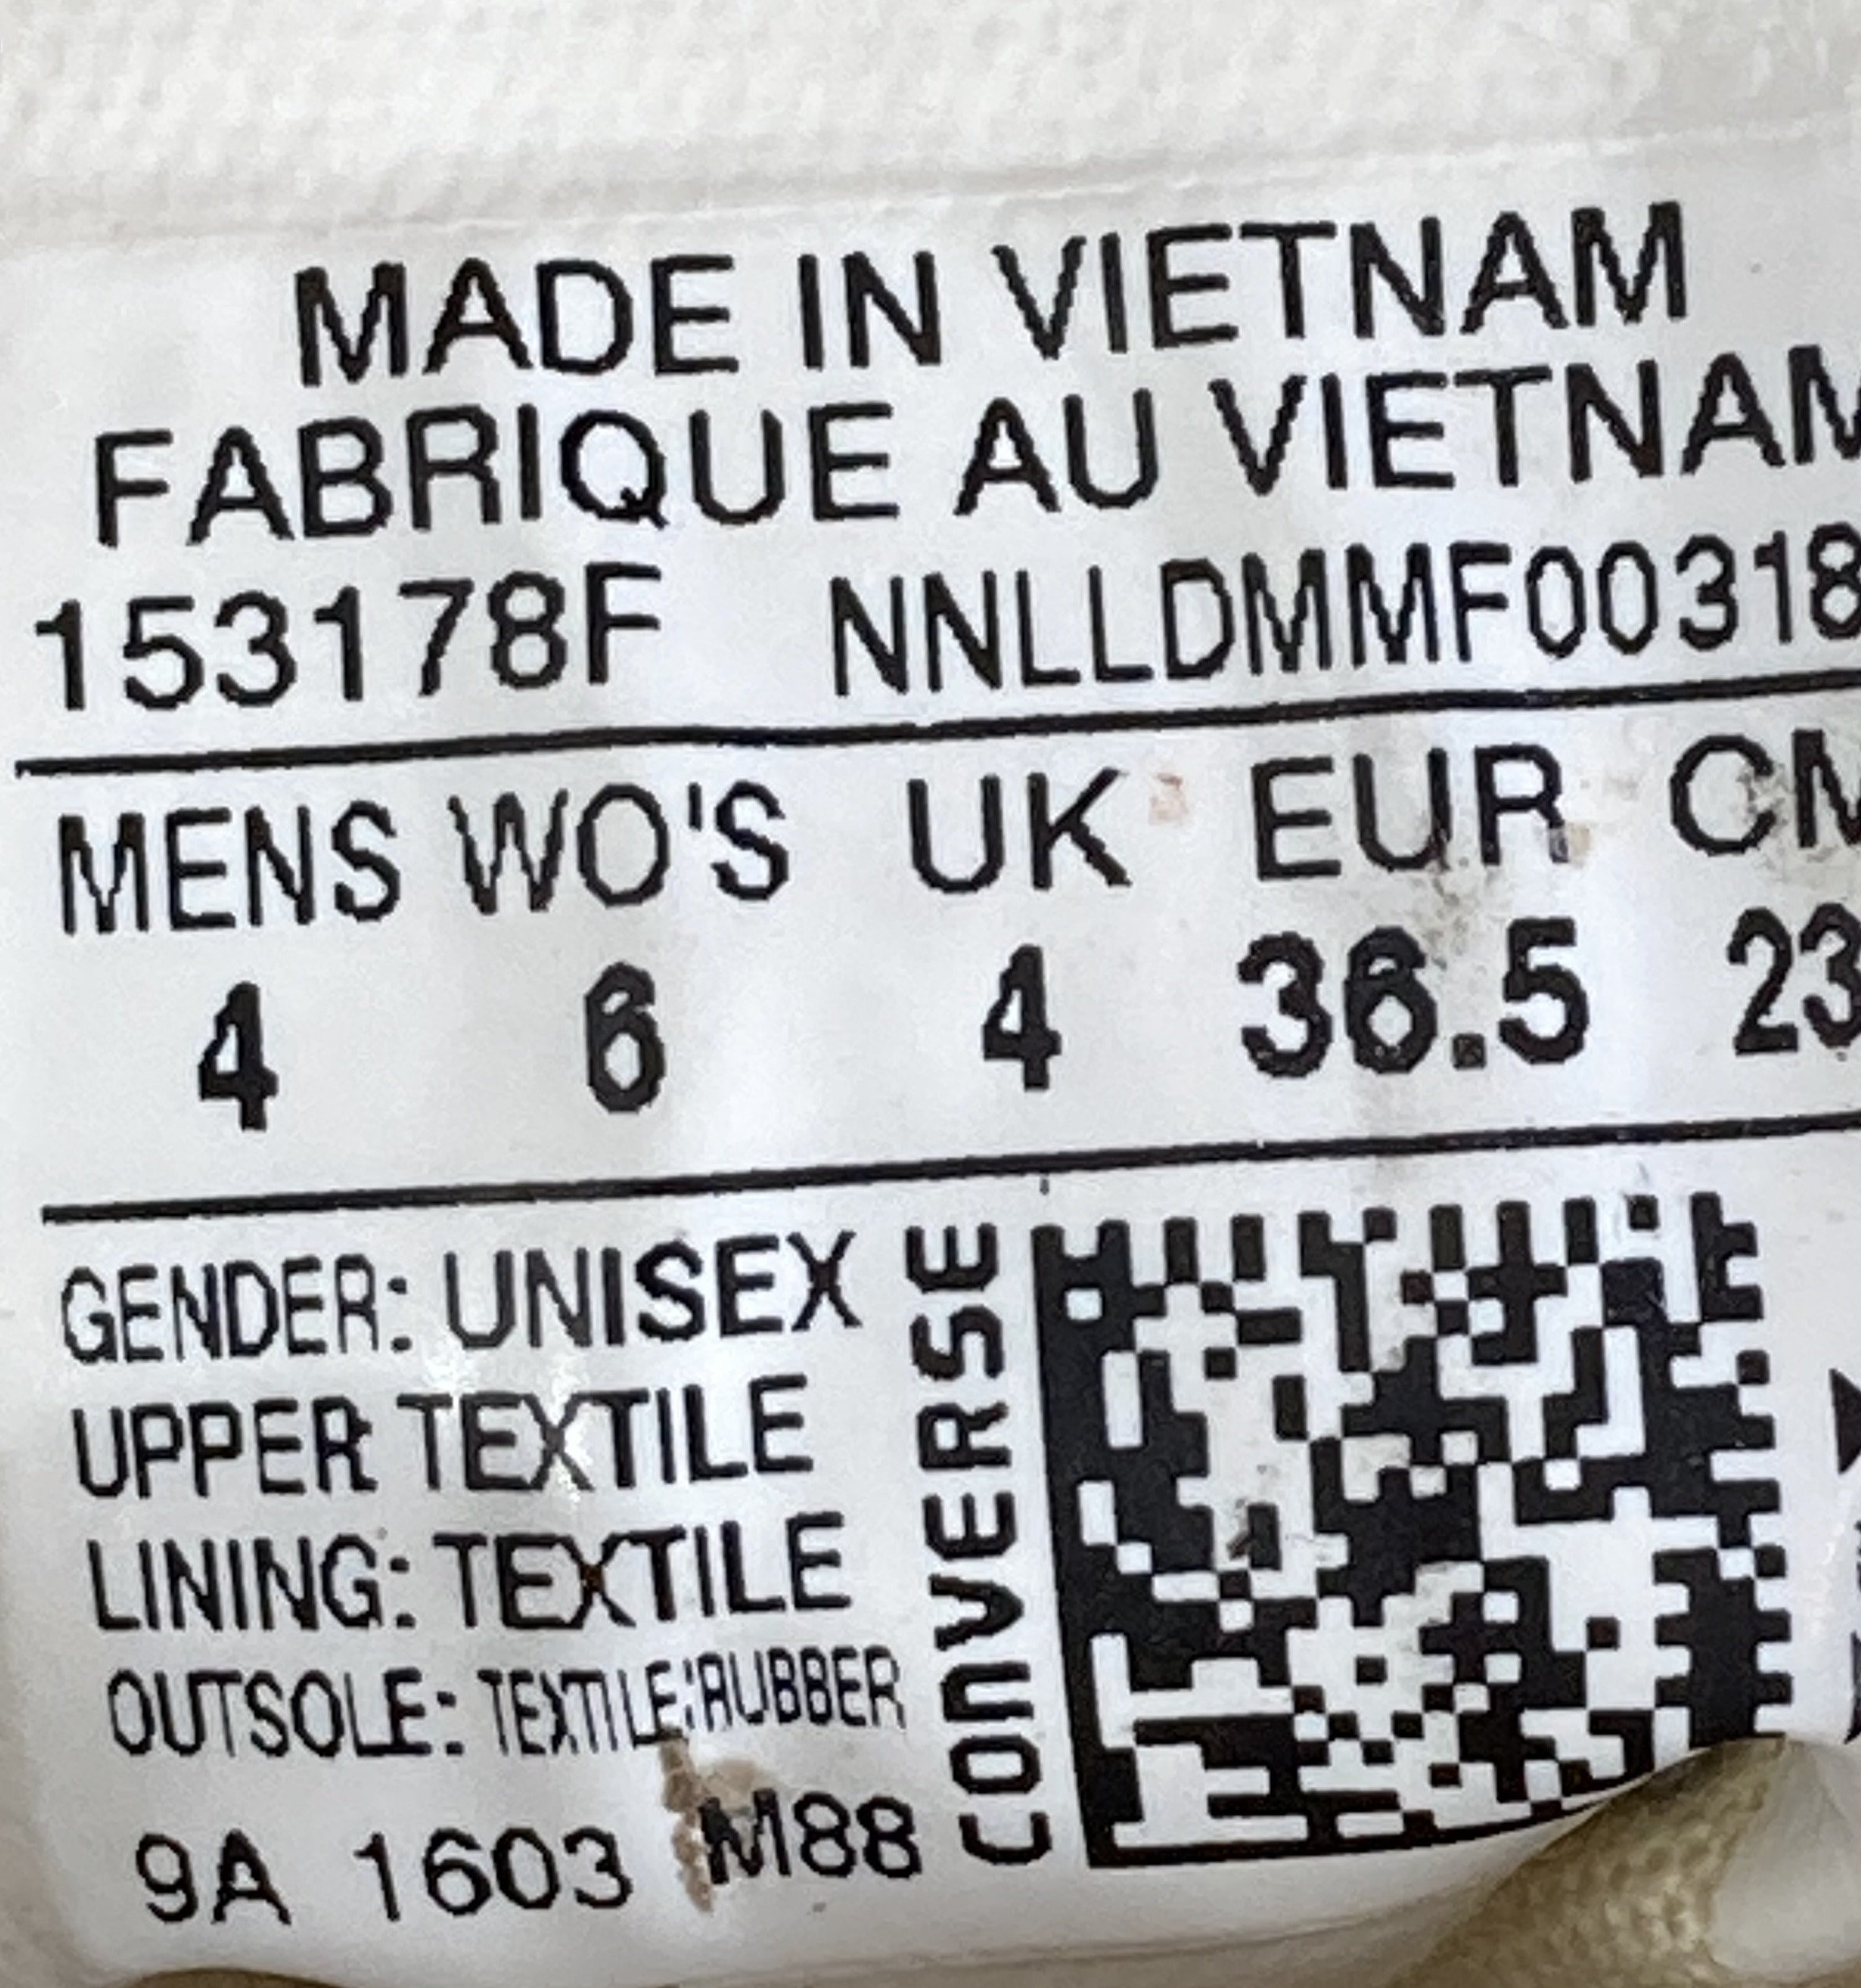 MADE IN VIETNAM
FABRIQUE AU VIETNAM
153178F NNLLDMMF00318
MENS WO'S UK EUR CM
4 6 4 36.5 23
GENDER: UNISEX
UPPER TEXTILE
LINING: TEXTILE
OUTSOLE: TEXTILE;RUBBER
9A 1603 M88
CONVERSE